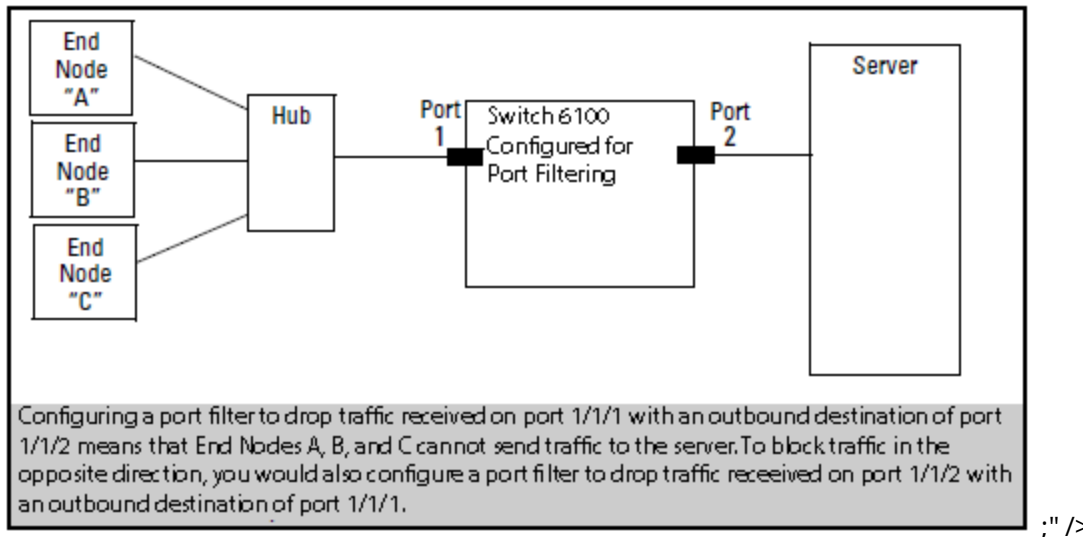 End
Node
"A"
End
Node
"B"
End
Node
"C"
Hub
Port
1
Switch 6100
Configured for
Port Filtering
Port
2
Server
Configuring a port filter to drop traffic received on port 1/1/1 with an outbound destination of port
1/1/2 means that End Nodes A, B, and C cannot send traffic to the server. To block traffic in the
opposite direction, you would also configure a port filter to drop traffic receeived on port 1/1/2 with
an outbound destination of port 1/1/1.
;" />